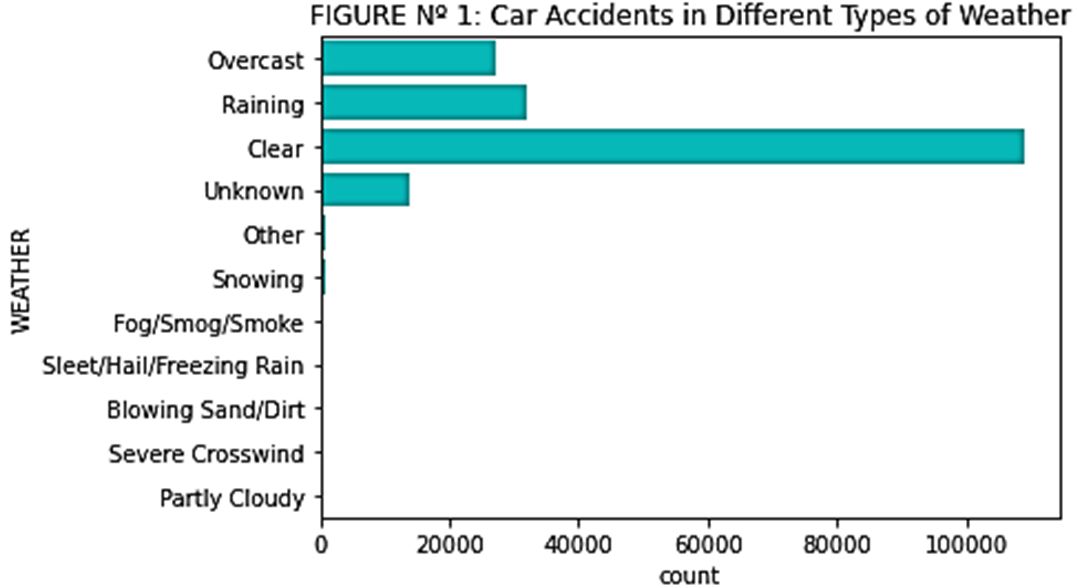 FIGURE Nº 1: Car Accidents in Different Types of Weather
WEATHER
Overcast
Raining
Clear
Unknown
Other
Snowing
Fog/Smog/Smoke
Sleet/Hail/Freezing Rain
Blowing Sand/Dirt
Severe Crosswind
Partly Cloudy
0 20000 40000 60000 80000 100000
count